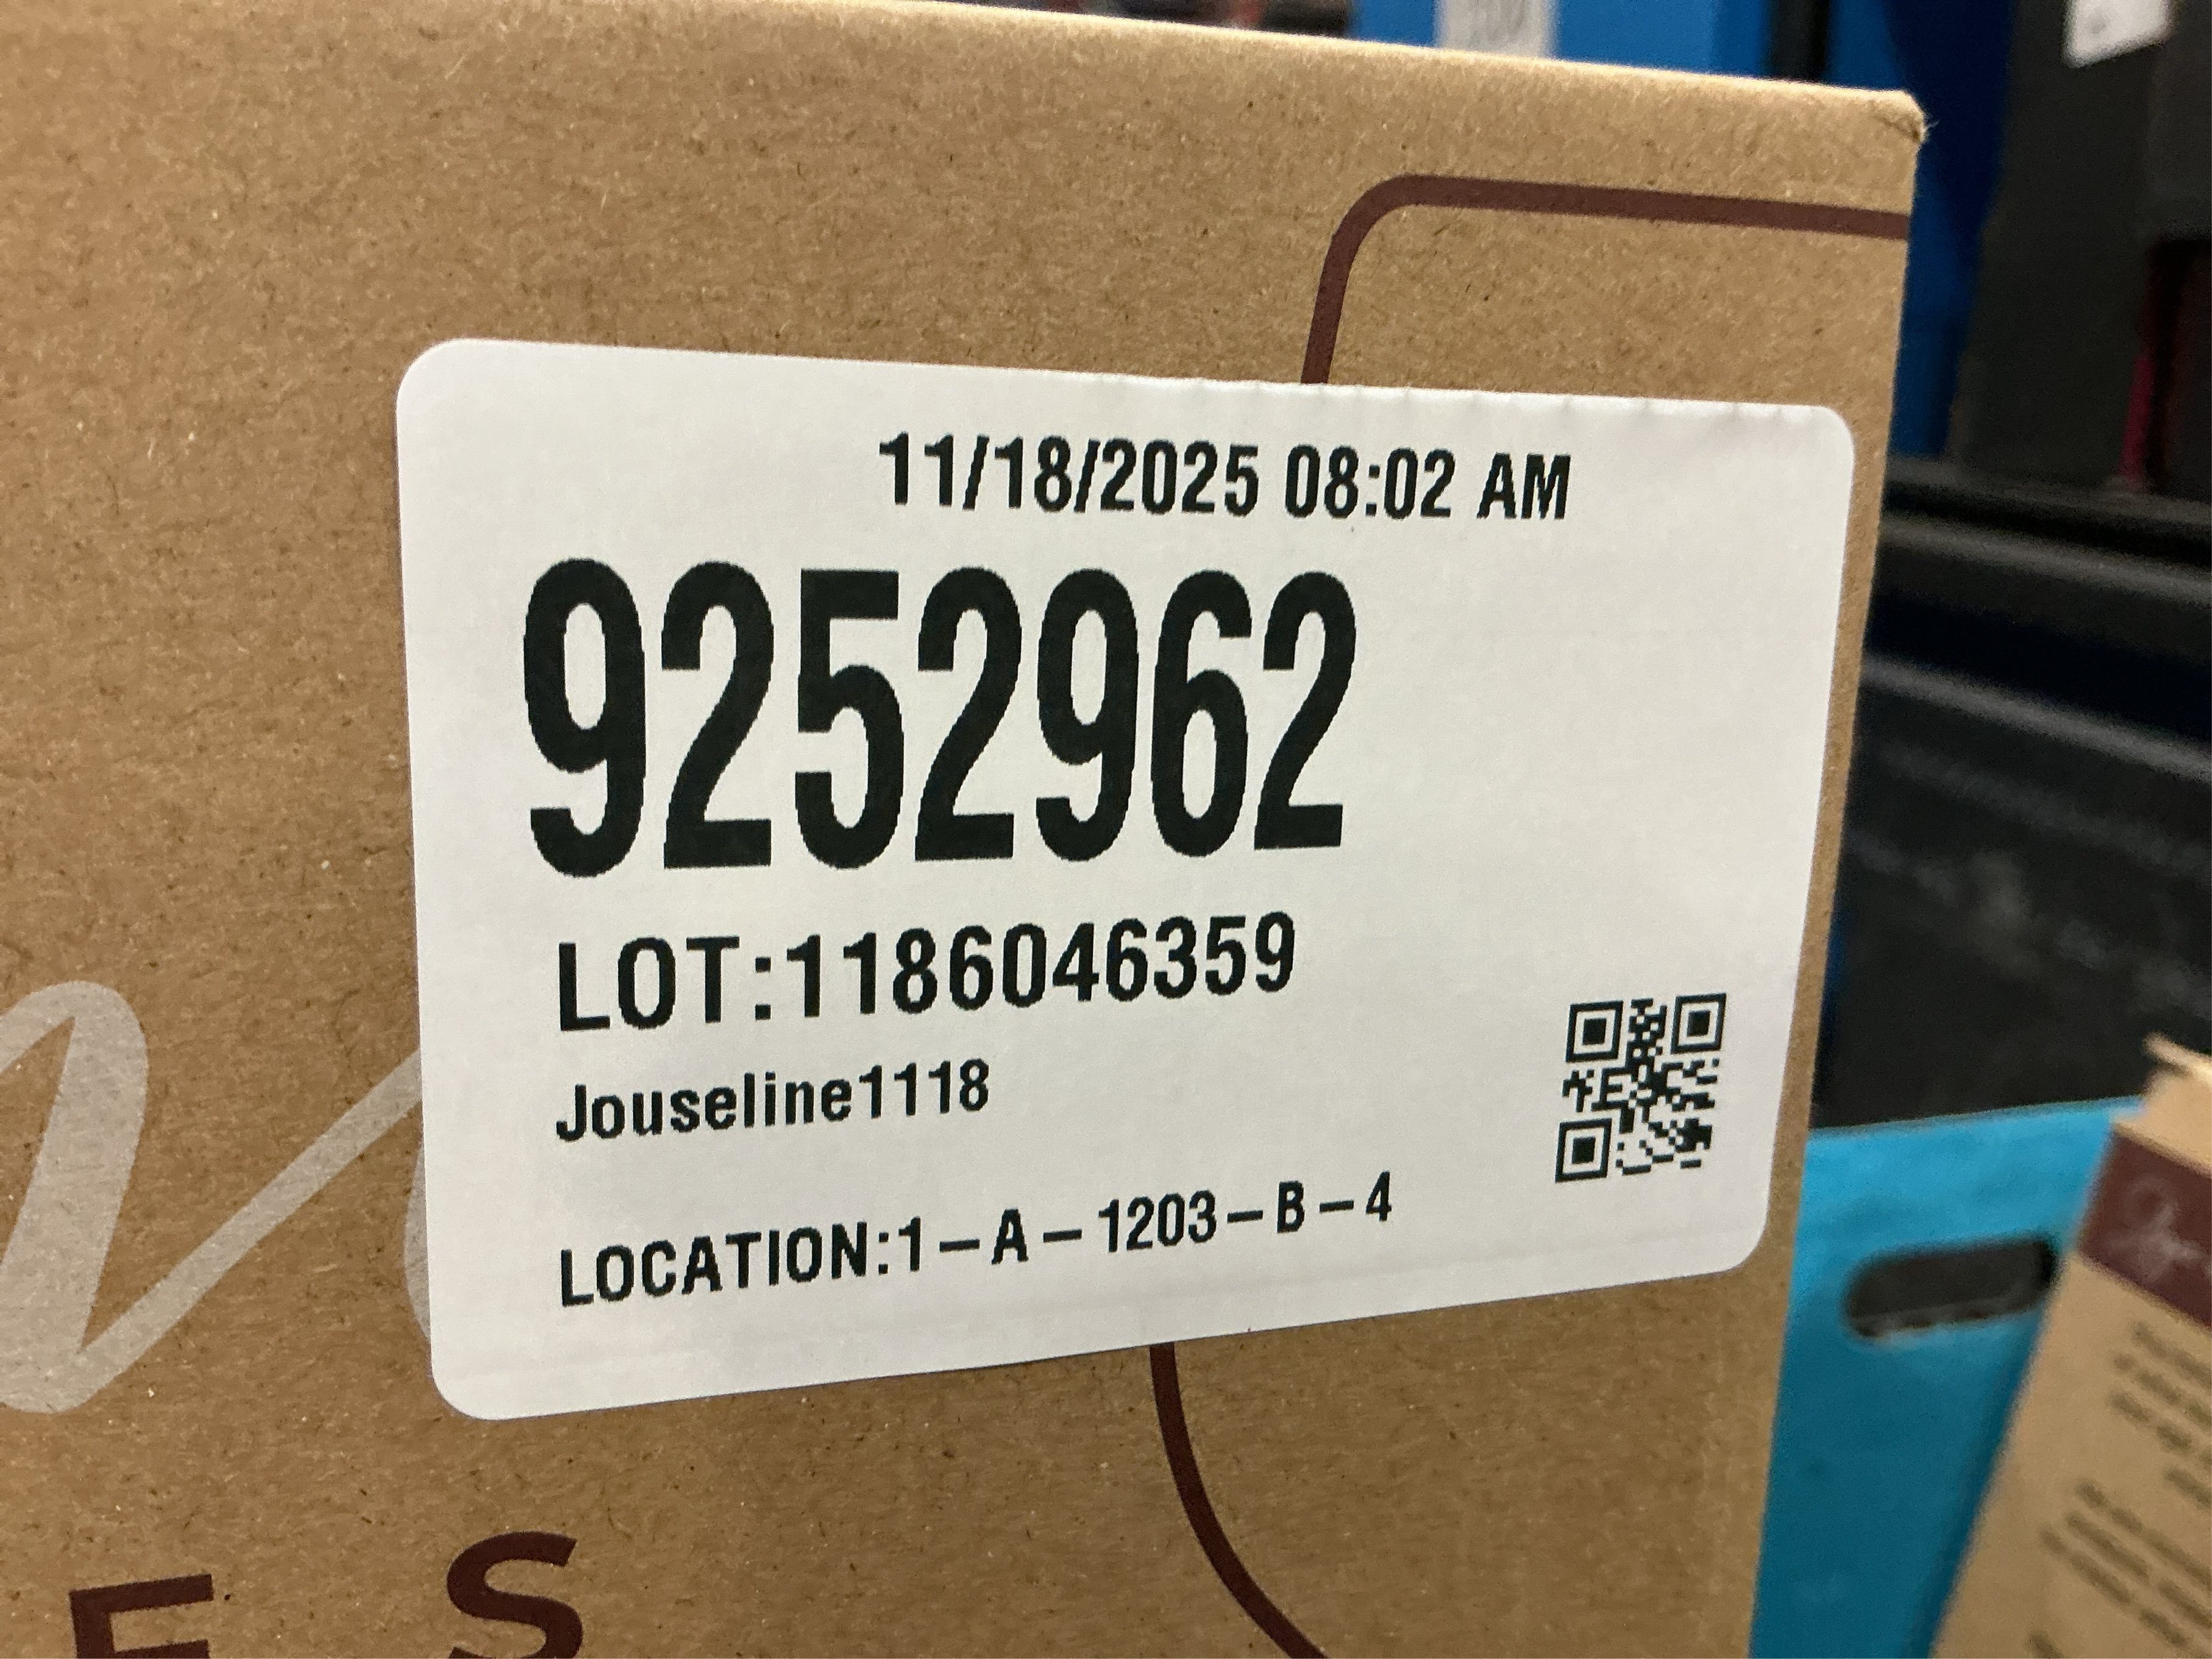 11/18/2025 08:02 AM
9252962
LOT:1186046359
Jouseline1118
LOCATION:1-A-1203-B-4
E S